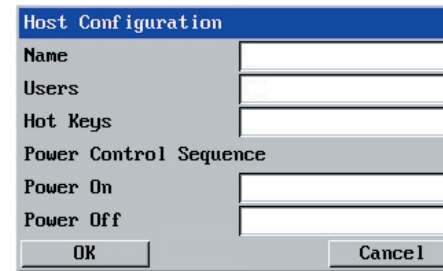 Host Configuration
Name
Users
Hot Keys
Power Control Sequence
Power On
Power Off
OK Cancel